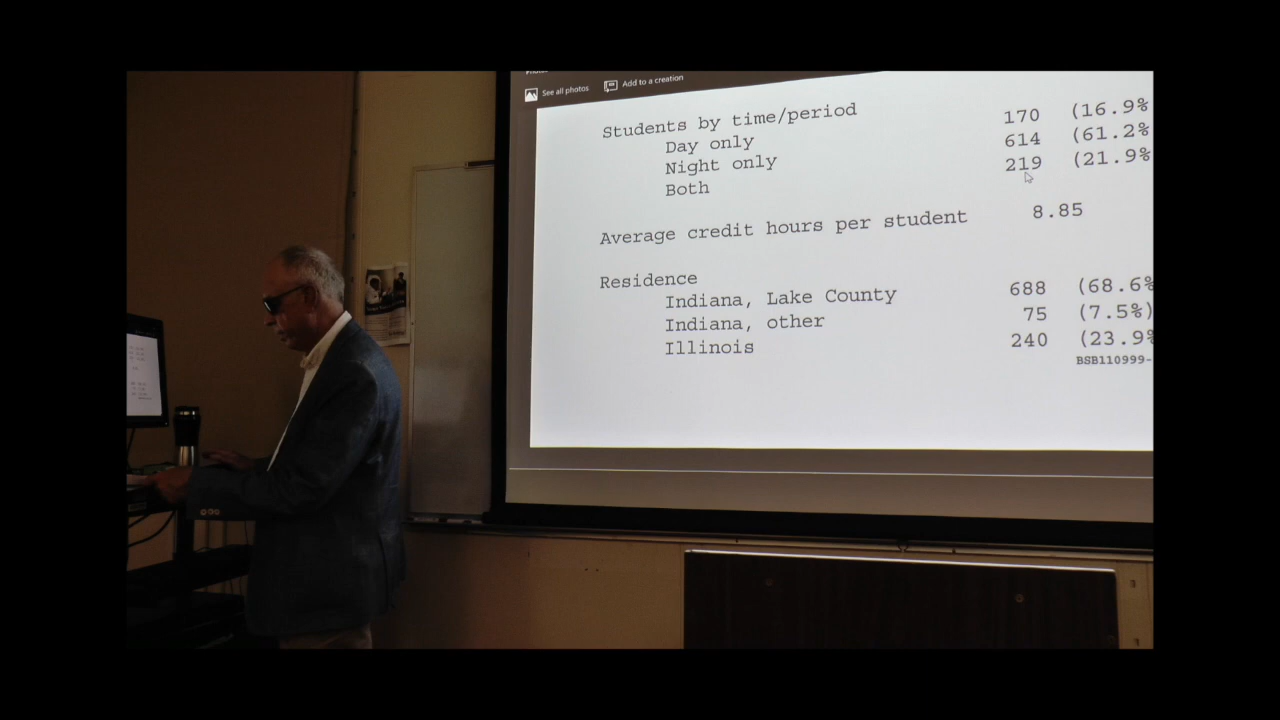 Photos
See all photos Add to a creation
Students by time/period
Day only 170 (16.9%
Night only 614 (61.2%
Both 219 (21.9%
Average credit hours per student 8.85
Residence
Indiana, Lake County 688 (68.6%
Indiana, other 75 (7.5%)
Illinois 240 (23.9%
BSB110999-